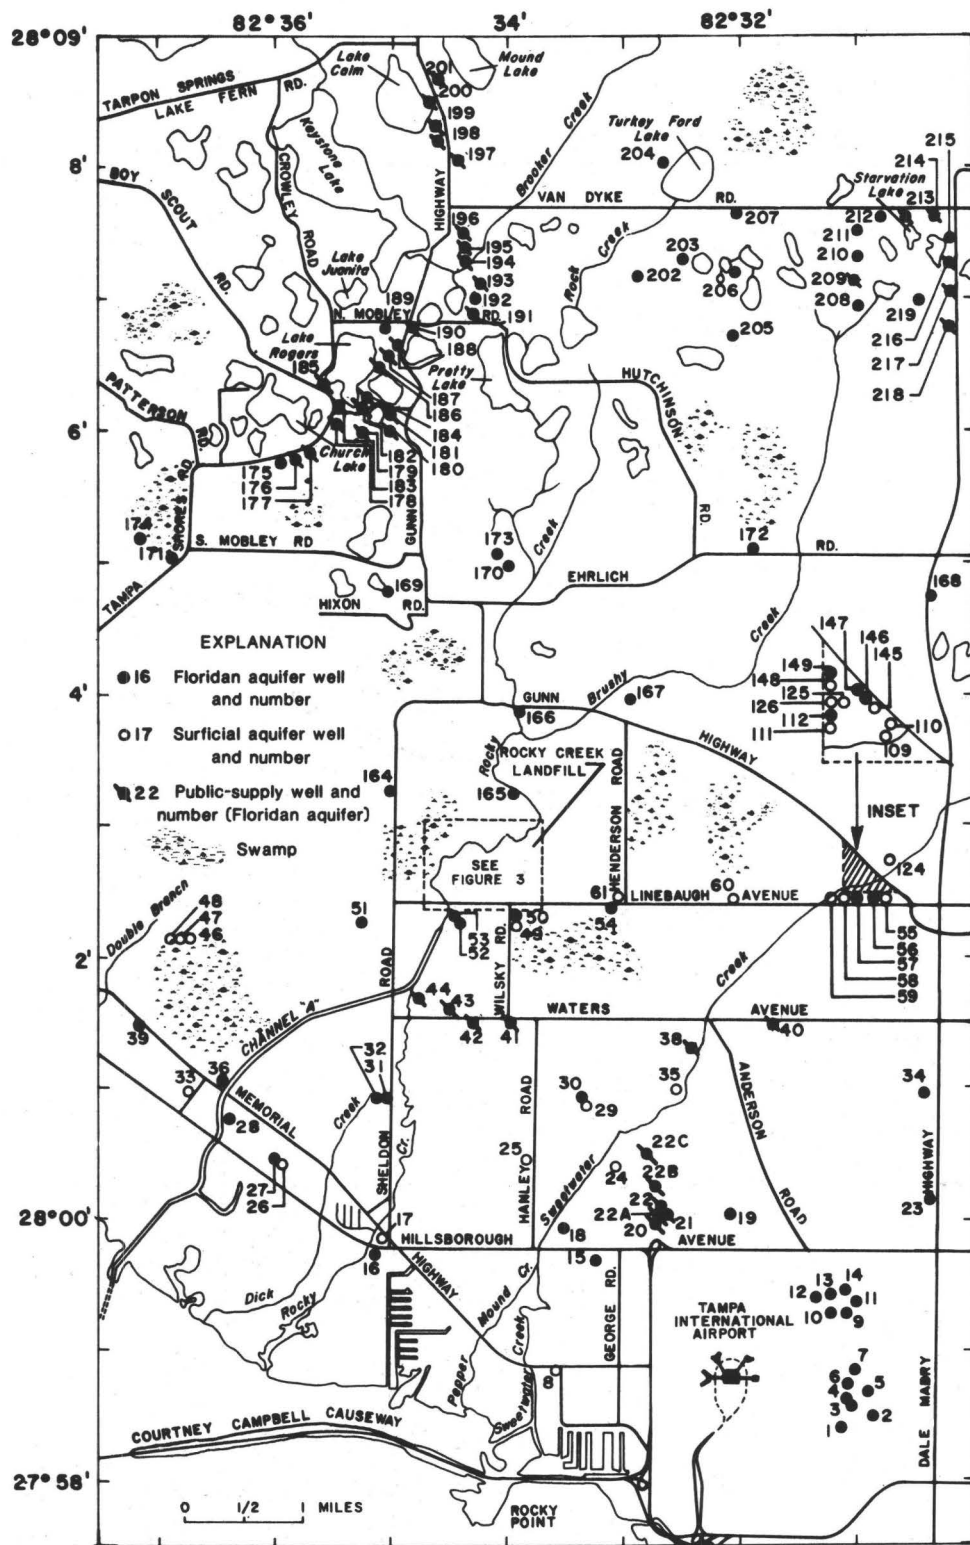 82°36'
34'
82°32'
28°09'
8'
6'
4'
2'
28°00'
27°58'
TARPON SPRINGS
LAKE FERN RD.
Lake Calm
Mound Lake
201
200
199
198
197
Keystone Lake
CROWLEY ROAD
HIGHWAY
Brooker Creek
Turkey Ford Lake
204
215
214
Starvation Lake
213
BOY SCOUT RD.
VAN DYKE RD.
207
212
211
210
209
208
196
195
194
193
192
191
Rock Creek
203
202
206
205
219
216
217
218
Lake Juanita
189
N. MOBLEY RD.
190
188
Lake Rogers
185
Pretty Lake
187
186
184
181
180
182
179
183
178
HUTCHINSON RD.
PATTERSON RD.
Church Lake
175
176
177
GUNN
174
171
SHORES RD.
TAMPA
S. MOBLEY RD
173
170
Creek
172
RD.
EHRLICH
169
HIXON RD.
168
EXPLANATION
16 Floridan aquifer well
and number
17 Surficial aquifer well
and number
22 Public-supply well and
number (Floridan aquifer)
Swamp
147
146
145
149
148
125
126
112
111
110
109
Brushy Creek
GUNN
167
166
HIGHWAY
Rocky
ROCKY CREEK
LANDFILL
HENDERSON ROAD
164
165
INSET
SEE
FIGURE 3
124
61
60
LINEBAUGH AVENUE
Double Branch
48
47
46
51
53
52
50
49
54
55
56
57
58
59
WILSKY RD.
CHANNEL "A"
ROAD
44
43
42
41
WATERS AVENUE
Creek
40
39
38
32
31
33
36
MEMORIAL
28
Creek
SHELDON
Cr.
30
29
35
34
ANDERSON ROAD
HANLEY ROAD
25
24
22C
22B
22
22A
20
21
19
18
23
HIGHWAY
27
26
Sweetwater
17
16
HILLSBOROUGH AVENUE
HIGHWAY
Dick
Rocky
Mound Cr.
Pepper
Creek
Sweetwater
15
GEORGE RD.
8
TAMPA
INTERNATIONAL
AIRPORT
13
14
12
11
10
9
7
6
5
4
3
2
1
DALE MABRY
COURTNEY CAMPBELL CAUSEWAY
0 1/2 1 MILES
ROCKY
POINT